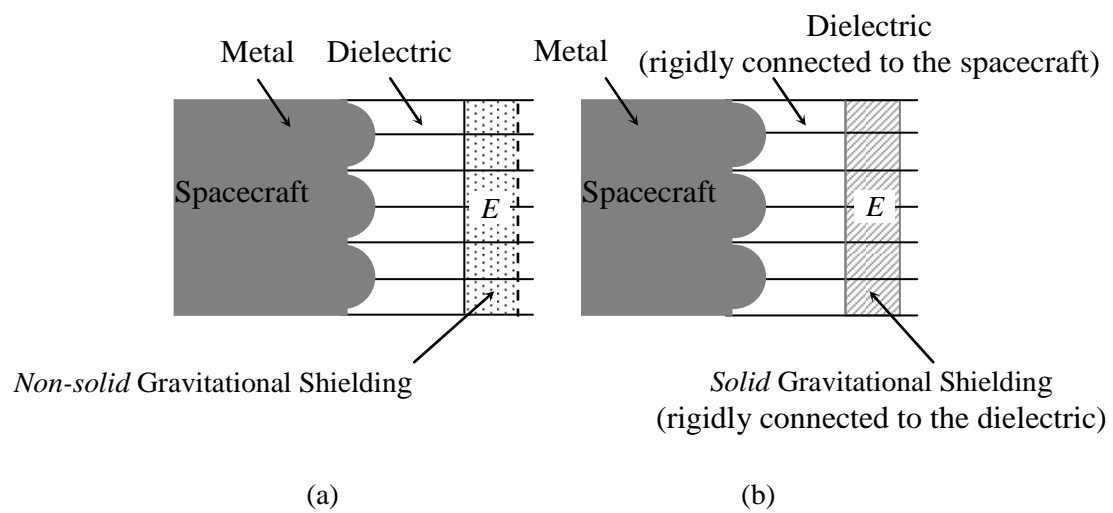 Metal
Dielectric
Spacecraft
E
Non-solid Gravitational Shielding
(a)
Metal
Dielectric
(rigidly connected to the spacecraft)
Spacecraft
E
Solid Gravitational Shielding
(rigidly connected to the dielectric)
(b)